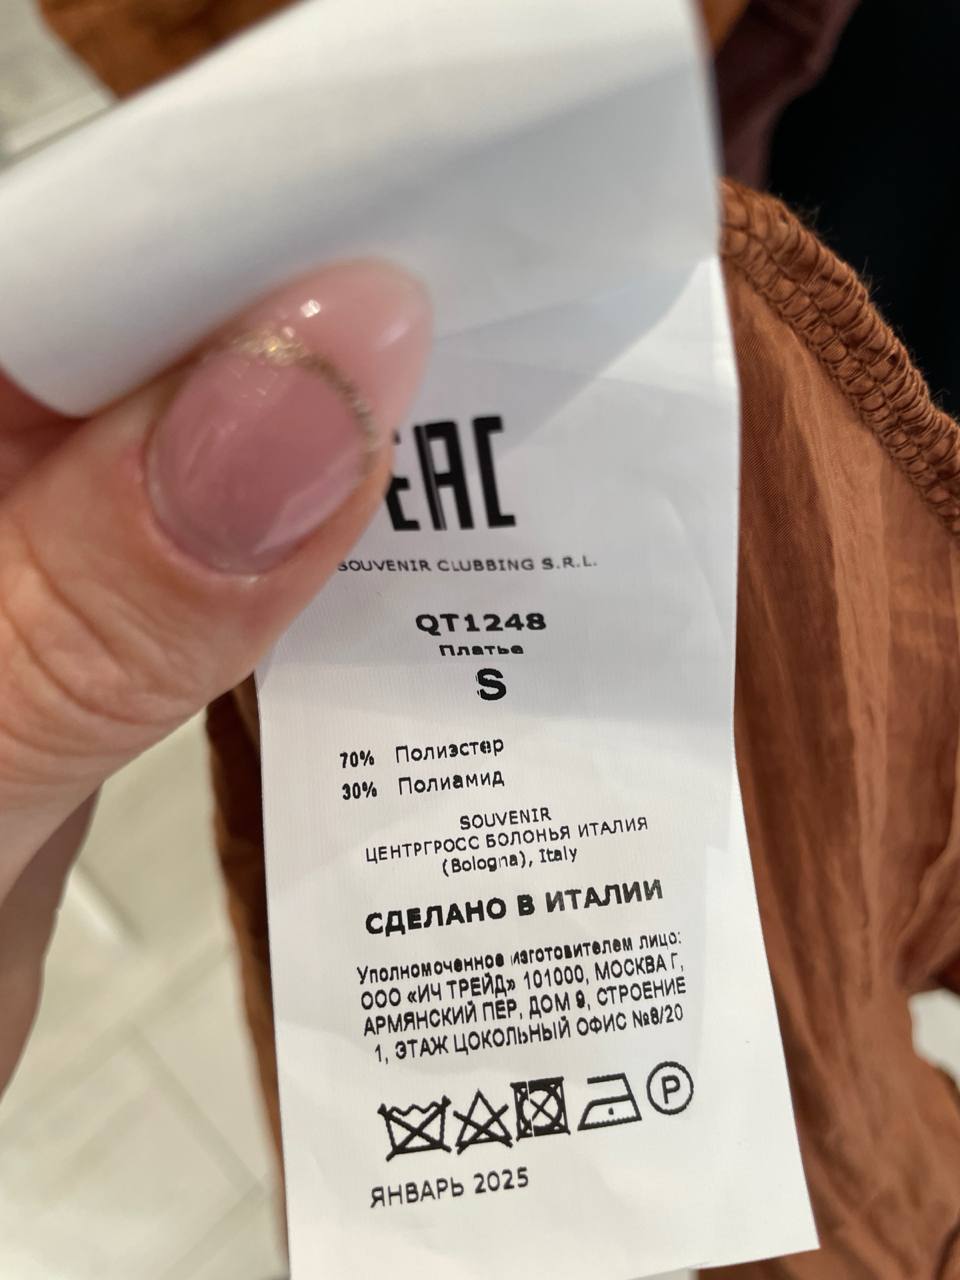 EAC
SOUVENIR CLUBBING S.R.L.
QT1248
Платье
S
70% Полиэстер
30% Полиамид
SOUVENIR
ЦЕНТРГРОСС БОЛОНЬЯ ИТАЛИЯ
(Bologna), Italy
СДЕЛАНО В ИТАЛИИ
Уполномоченное изготовителем лицо:
ООО «ИЧ ТРЕЙД» 101000, МОСКВА Г,
АРМЯНСКИЙ ПЕР, ДОМ 9, СТРОЕНИЕ
1, ЭТАЖ ЦОКОЛЬНЫЙ ОФИС №8/20
P
ЯНВАРЬ 2025